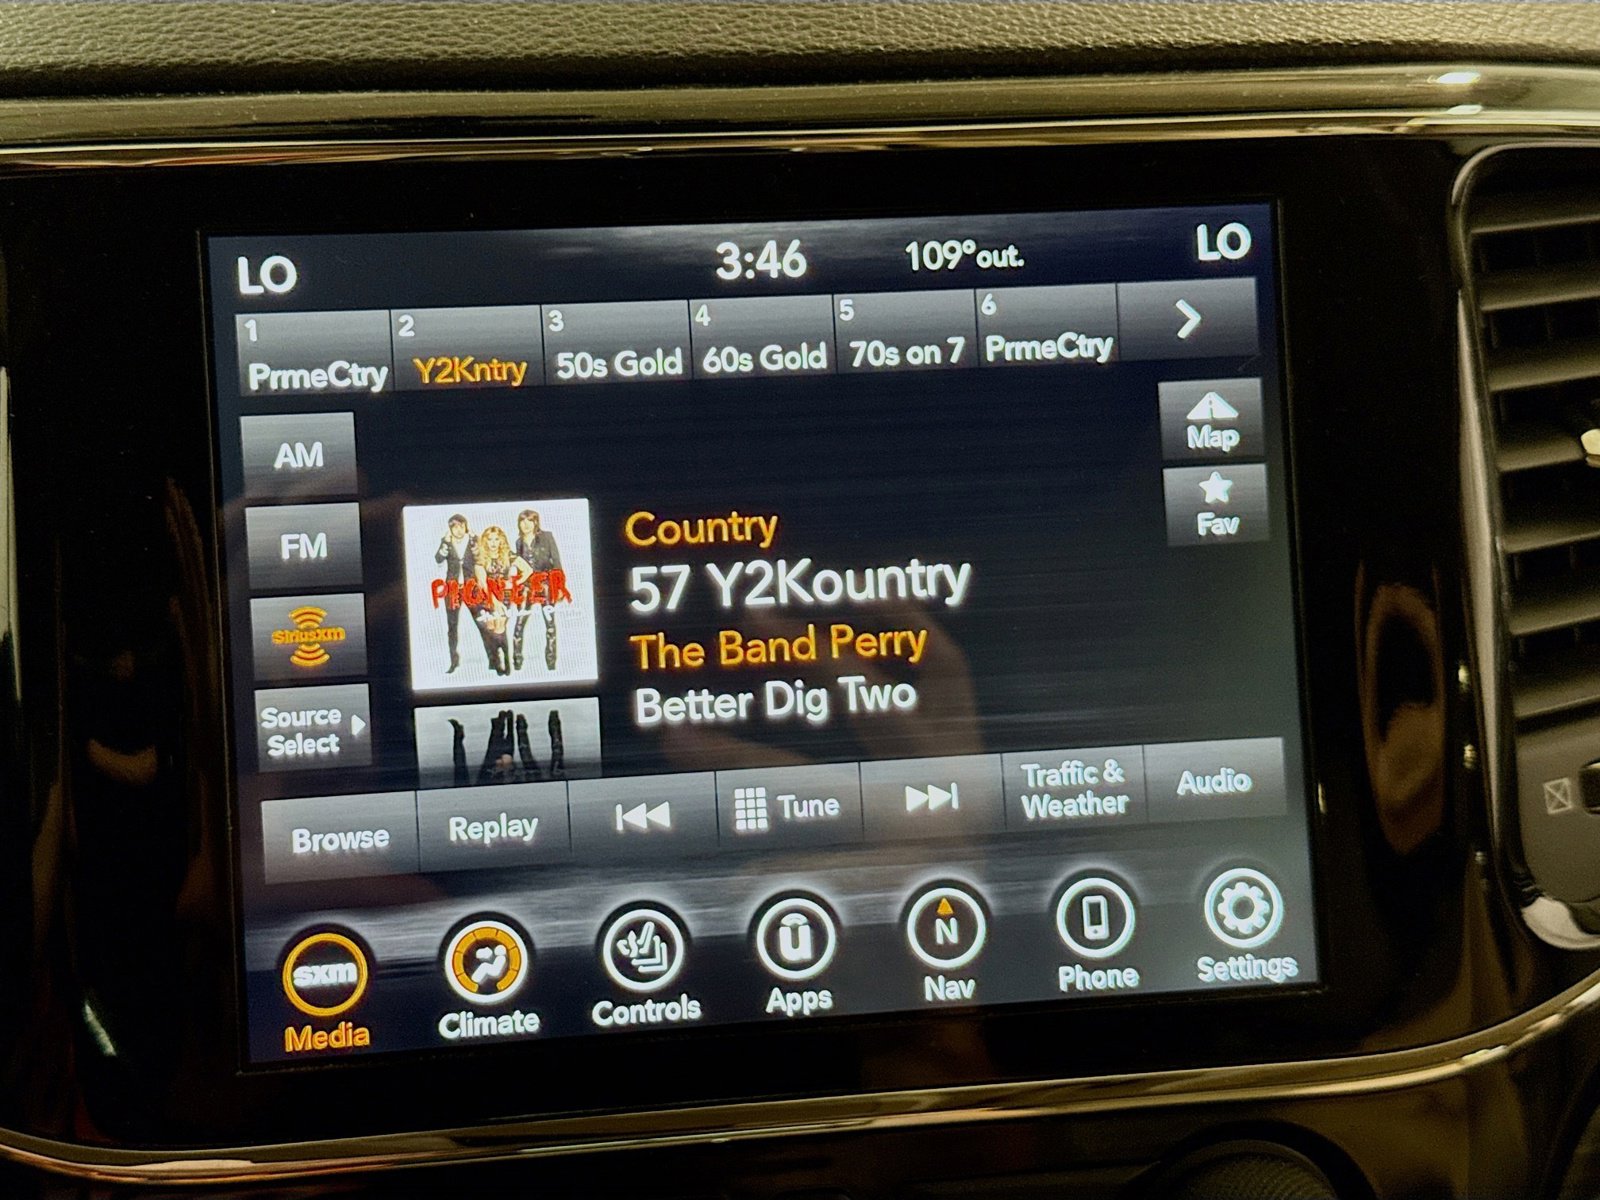 LO 3:46 109°out. LO
1 2 3 4 5 6
PrmeCtry Y2Kntry 50s Gold 60s Gold 70s on 7 PrmeCtry
AM
FM
siriusxm
Source
Select
Map
Fav
PIONEER
Country
57 Y2Kountry
The Band Perry
Better Dig Two
Browse Replay Tune Traffic &
Weather Audio
sxm u N
Media Climate Controls Apps Nav Phone Settings